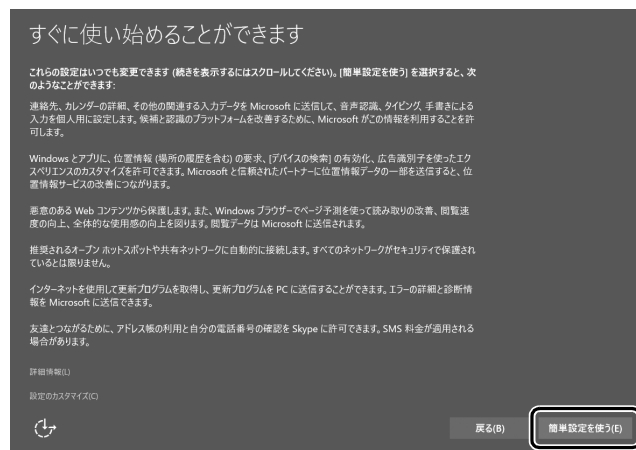 すぐに使い始めることができます
これらの設定はいつでも変更できます (続きを表示するにはスクロールしてください)。[簡単設定を使う] を選択すると、次
のようなことができます:
連絡先、カレンダーの詳細、その他の関連する入力データを Microsoft に送信して、音声認識、タイピング、手書きによる
入力を個人用に設定します。候補と認識のプラットフォームを改善するために、Microsoft がこの情報を利用することを許
可します。
Windows とアプリに、位置情報 (場所の履歴を含む) の要求、[デバイスの検索] の有効化、広告識別子を使ったエク
スペリエンスのカスタマイズを許可できます。Microsoft と信頼されたパートナーに位置情報データの一部を送信すると、位
置情報サービスの改善につながります。
悪意のある Web コンテンツから保護します。また、Windows ブラウザーでページ予測を使って読み取りの改善、閲覧速
度の向上、全体的な使用感の向上を図ります。閲覧データは Microsoft に送信されます。
推奨されるオープン ホットスポットや共有ネットワークに自動的に接続します。すべてのネットワークがセキュリティで保護され
ているとは限りません。
インターネットを使用して更新プログラムを取得し、更新プログラムを PC に送信することができます。エラーの詳細と診断情
報を Microsoft に送信できます。
友達とつながるために、アドレス帳の利用と自分の電話番号の確認を Skype に許可できます。SMS 料金が適用される
場合があります。
詳細情報(L)
設定のカスタマイズ(C)
戻る(B)
簡単設定を使う(E)